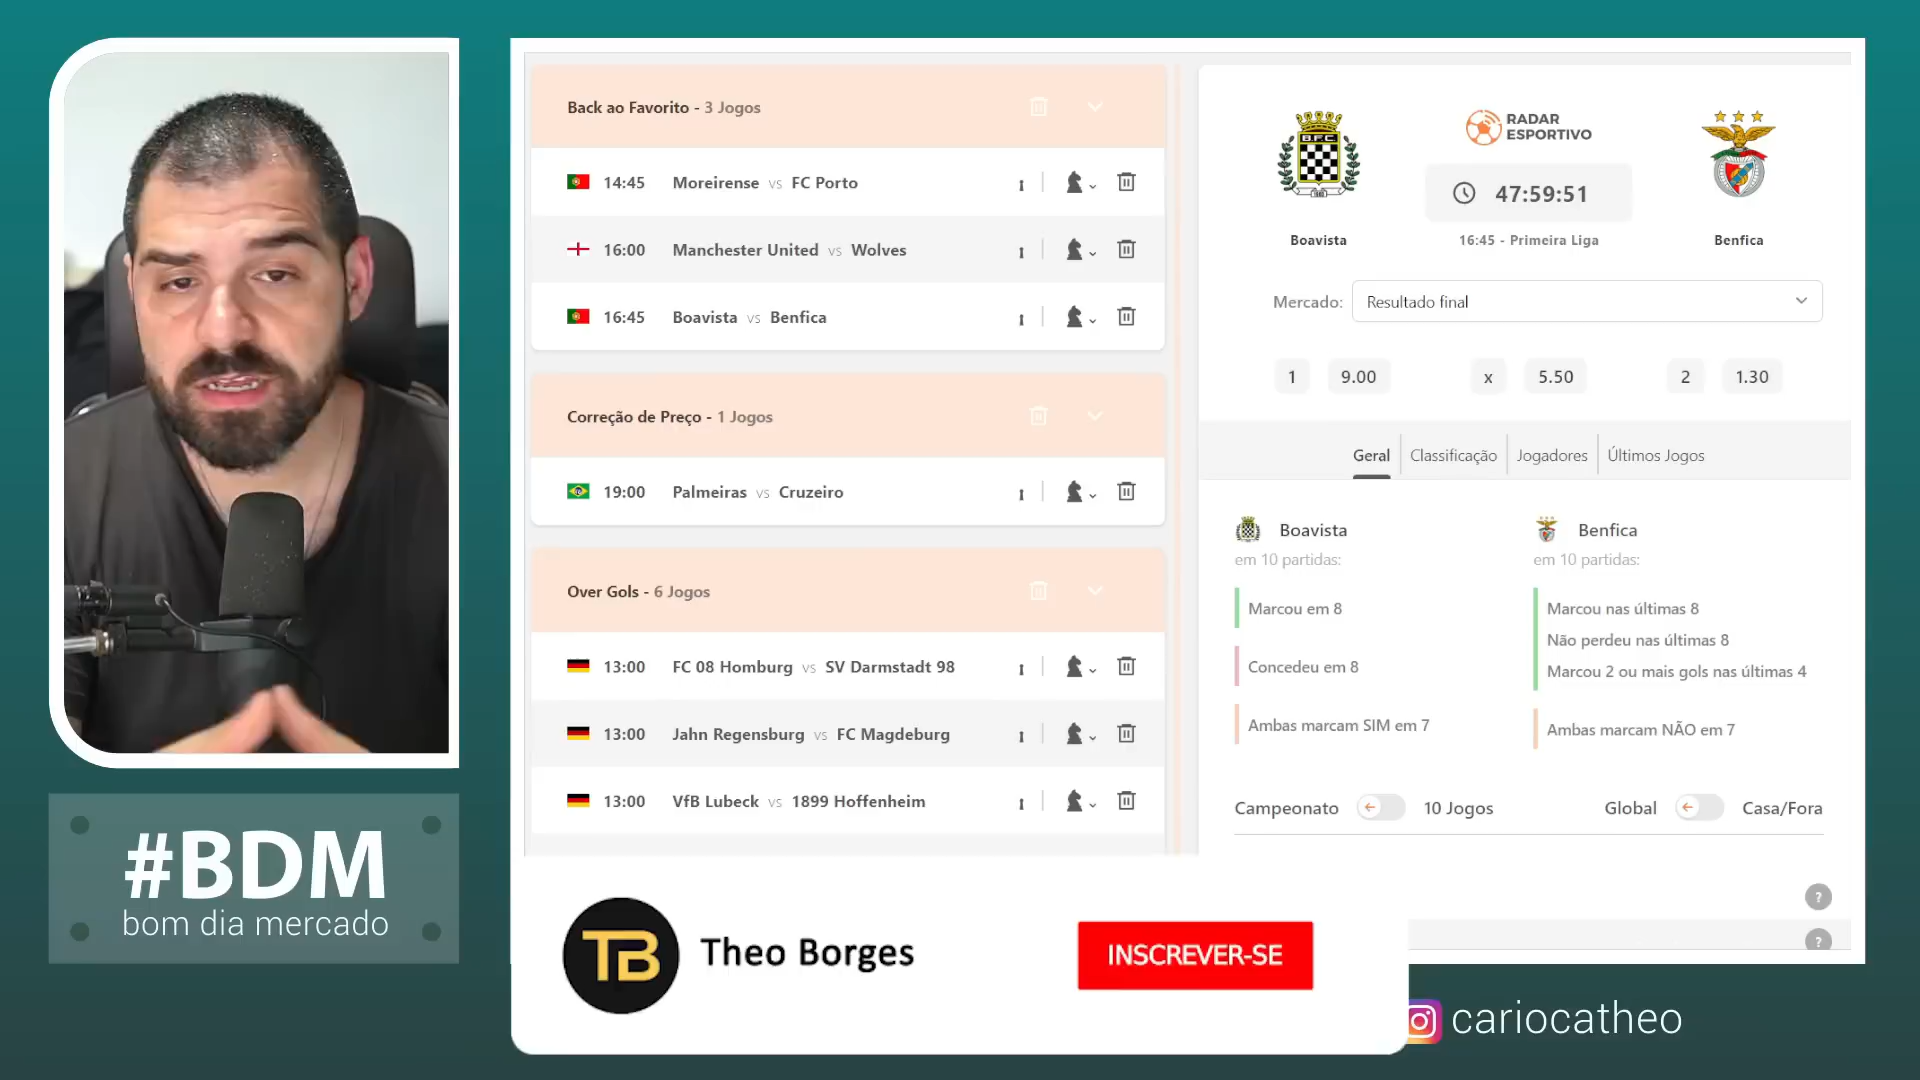 Back ao Favorito - 3 Jogos
14:45 Moreirense vs FC Porto
16:00 Manchester United vs Wolves
16:45 Boavista vs Benfica
Correção de Preço - 1 Jogos
19:00 Palmeiras vs Cruzeiro
Over Gols - 6 Jogos
13:00 FC 08 Homburg vs SV Darmstadt 98
13:00 Jahn Regensburg vs FC Magdeburg
13:00 VfB Lubeck vs 1899 Hoffenheim
B.F.C.
RADAR
ESPORTIVO
47:59:51
Boavista
16:45 - Primeira Liga
Benfica
Mercado: Resultado final
1 9.00 x 5.50 2 1.30
Geral Classificação Jogadores Últimos Jogos
Boavista
em 10 partidas:
Marcou em 8
Concedeu em 8
Ambas marcam SIM em 7
Benfica
em 10 partidas:
Marcou nas últimas 8
Não perdeu nas últimas 8
Marcou 2 ou mais gols nas últimas 4
Ambas marcam NÃO em 7
Campeonato 10 Jogos Global Casa/Fora
?
?
#BDM
bom dia mercado
TB
Theo Borges
INSCREVER-SE
cariocatheo